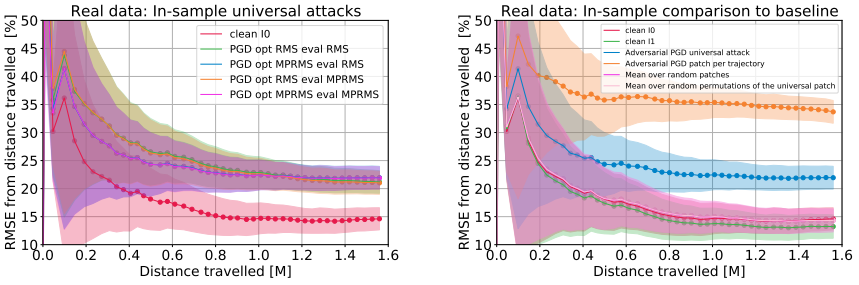 Real data: In-sample universal attacks
RMSE from distance travelled [%]
50
45
40
35
30
25
20
15
10
clean I0
PGD opt RMS eval RMS
PGD opt MPRMS eval RMS
PGD opt RMS eval MPRMS
PGD opt MPRMS eval MPRMS
0.0 0.2 0.4 0.6 0.8 1.0 1.2 1.4 1.6
Distance travelled [M]
Real data: In-sample comparison to baseline
RMSE from distance travelled [%]
50
45
40
35
30
25
20
15
10
clean I0
clean I1
Adversarial PGD universal attack
Adversarial PGD patch per trajectory
Mean over random patches
Mean over random permutations of the universal patch
0.0 0.2 0.4 0.6 0.8 1.0 1.2 1.4 1.6
Distance travelled [M]